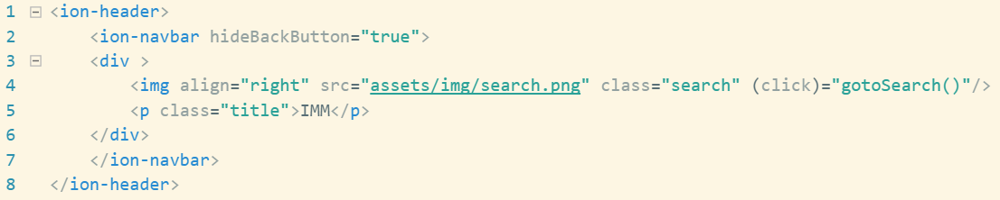 1 <ion-header>
2     <ion-navbar hideBackButton="true">
3     <div >
4         <img align="right" src="assets/img/search.png" class="search" (click)="gotoSearch()"/>
5         <p class="title">IMM</p>
6     </div>
7     </ion-navbar>
8 </ion-header>